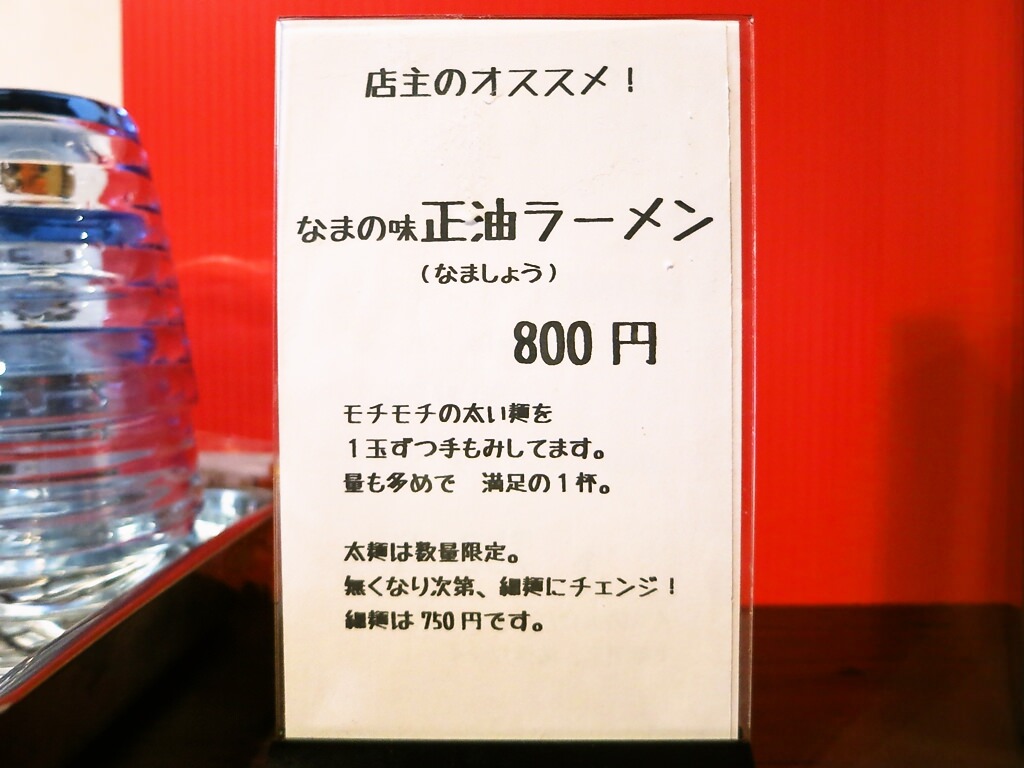 店主のオススメ！
なまの味正油ラーメン
（なましょう）
800円
モチモチの太い麺を
１玉ずつ手もみしてます。
量も多めで　満足の１杯。
太麺は数量限定。
無くなり次第、細麺にチェンジ！
細麺は750円です。